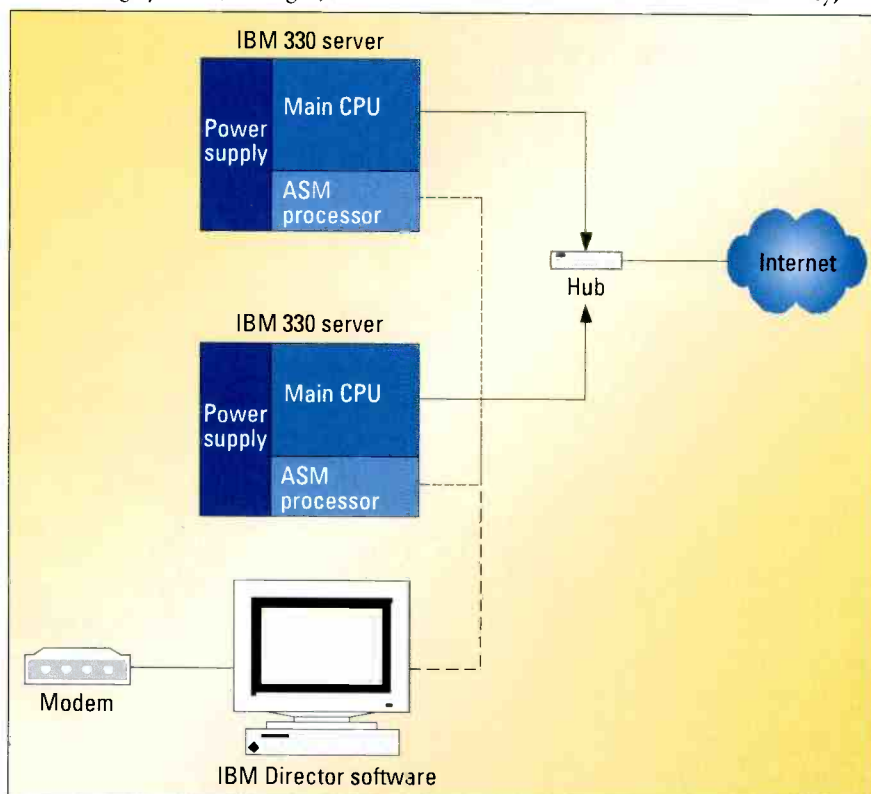 IBM 330 server
Main CPU
Power
supply
ASM
processor
Hub
Internet
IBM 330 server
Main CPU
Power
supply
ASM
processor
Modem
IBM Director software